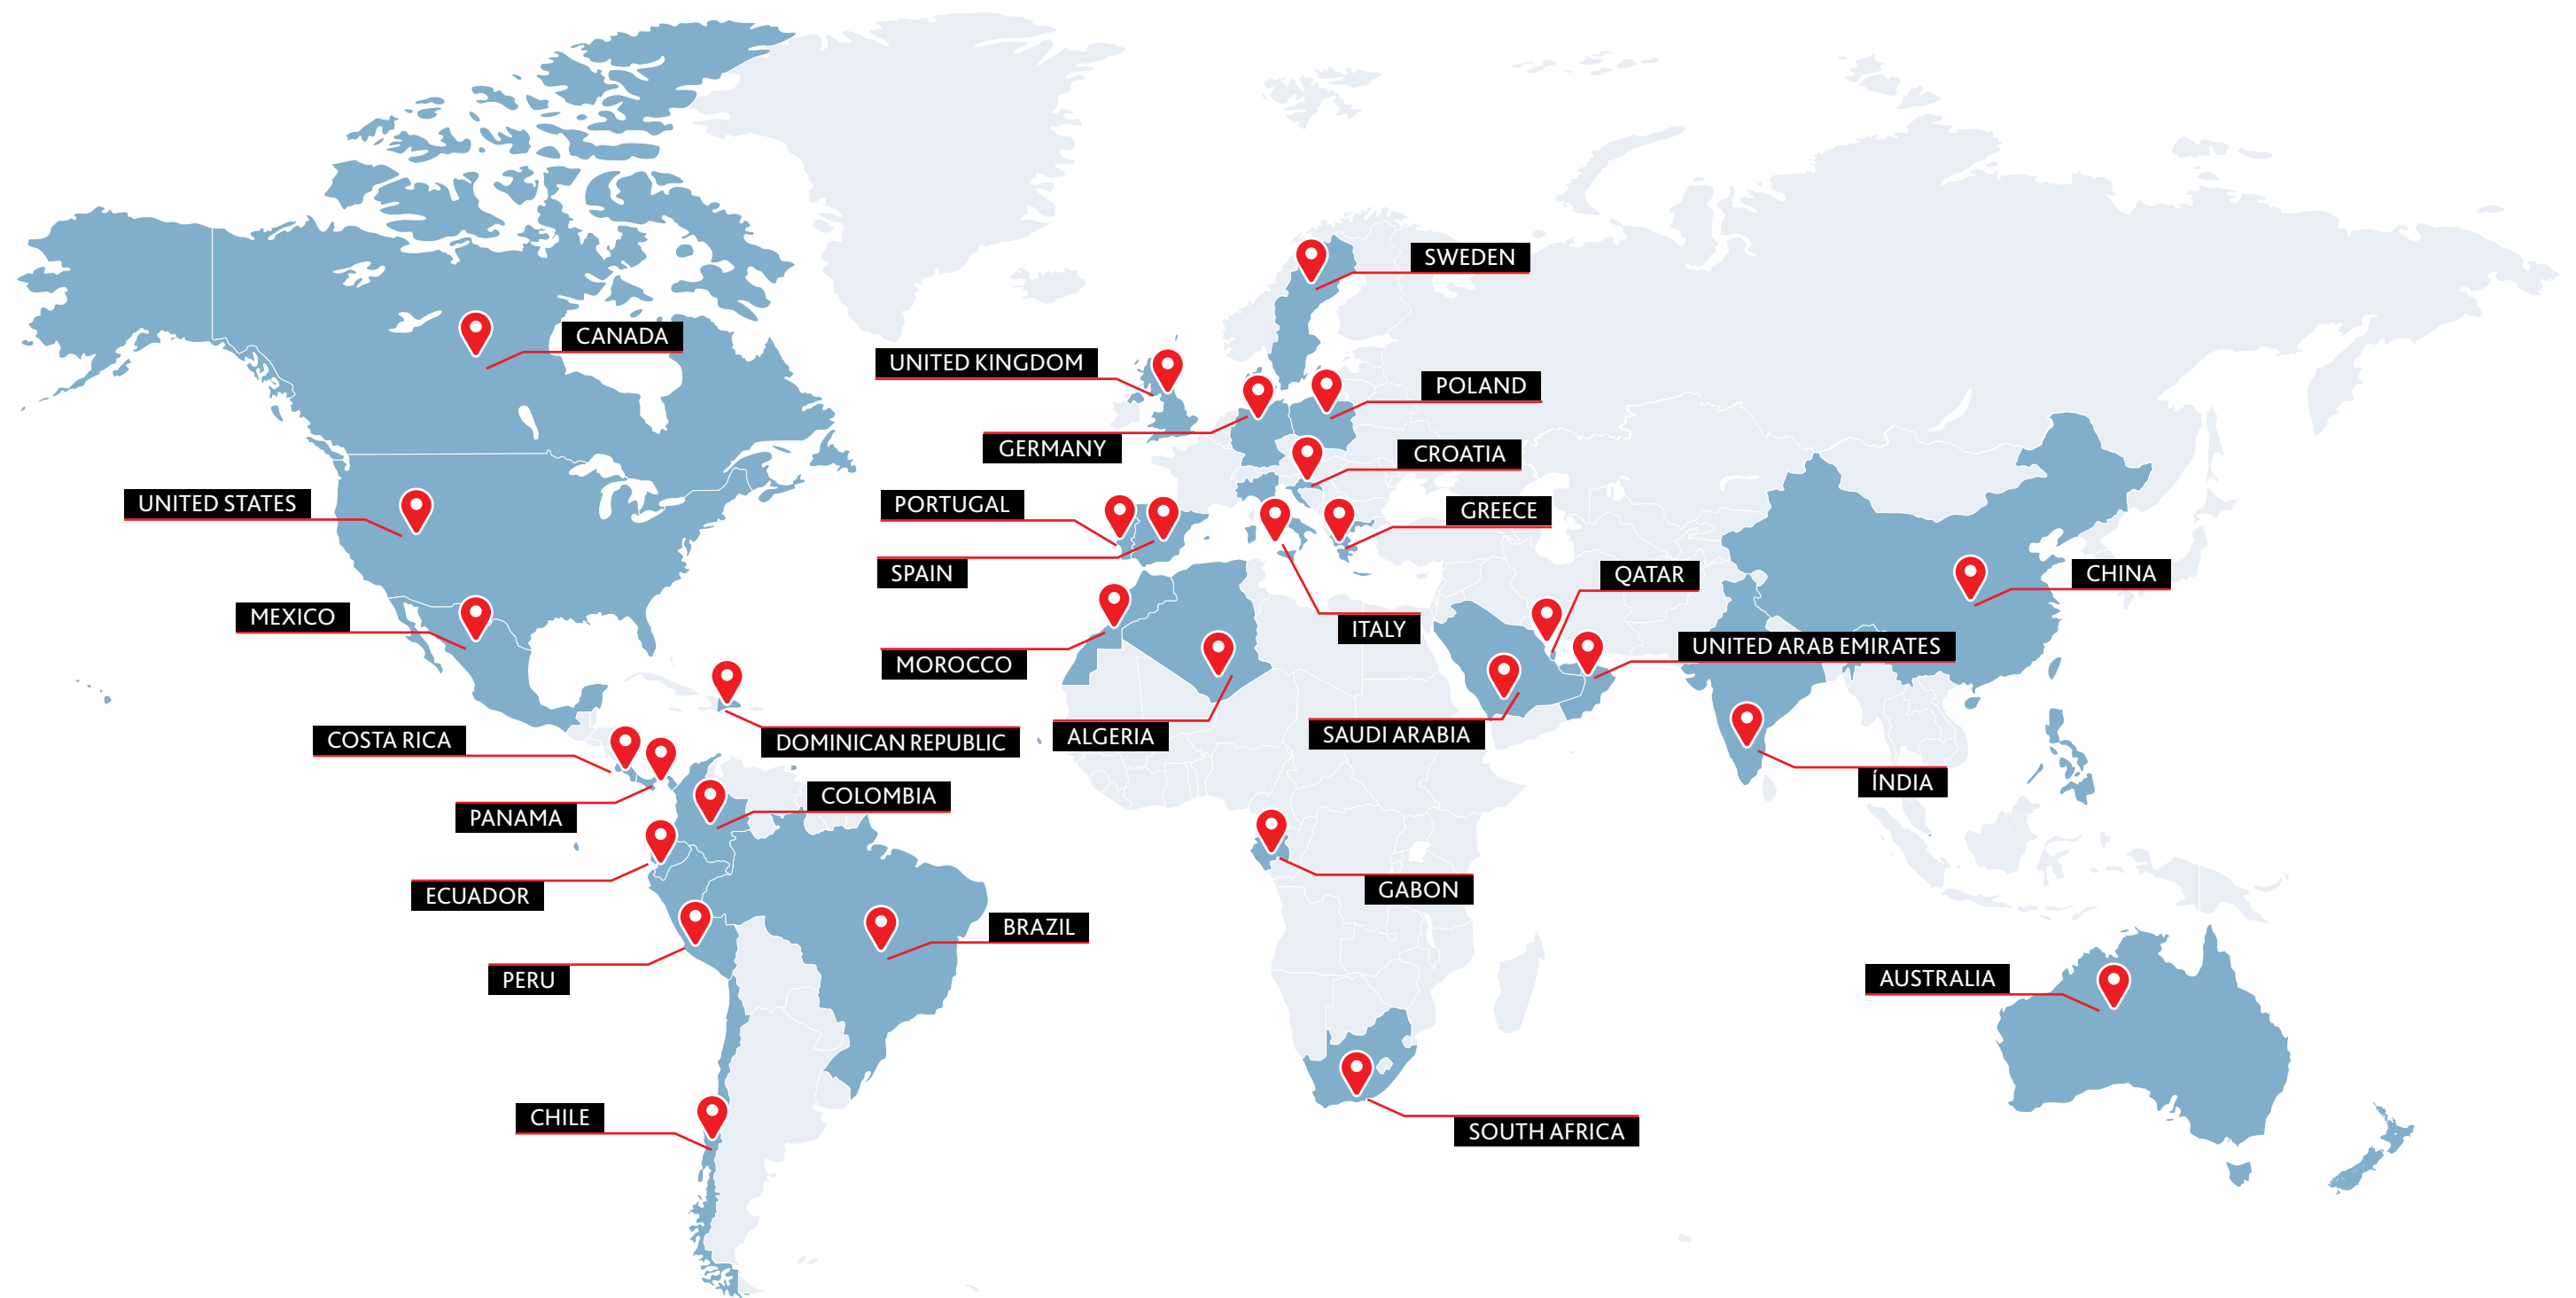 SWEDEN
CANADA
UNITED KINGDOM
POLAND
GERMANY
CROATIA
UNITED STATES
PORTUGAL
GREECE
SPAIN
QATAR
CHINA
MEXICO
ITALY
MOROCCO
UNITED ARAB EMIRATES
COSTA RICA
DOMINICAN REPUBLIC
ALGERIA
SAUDI ARABIA
ÍNDIA
COLOMBIA
PANAMA
ECUADOR
GABON
BRAZIL
PERU
AUSTRALIA
CHILE
SOUTH AFRICA